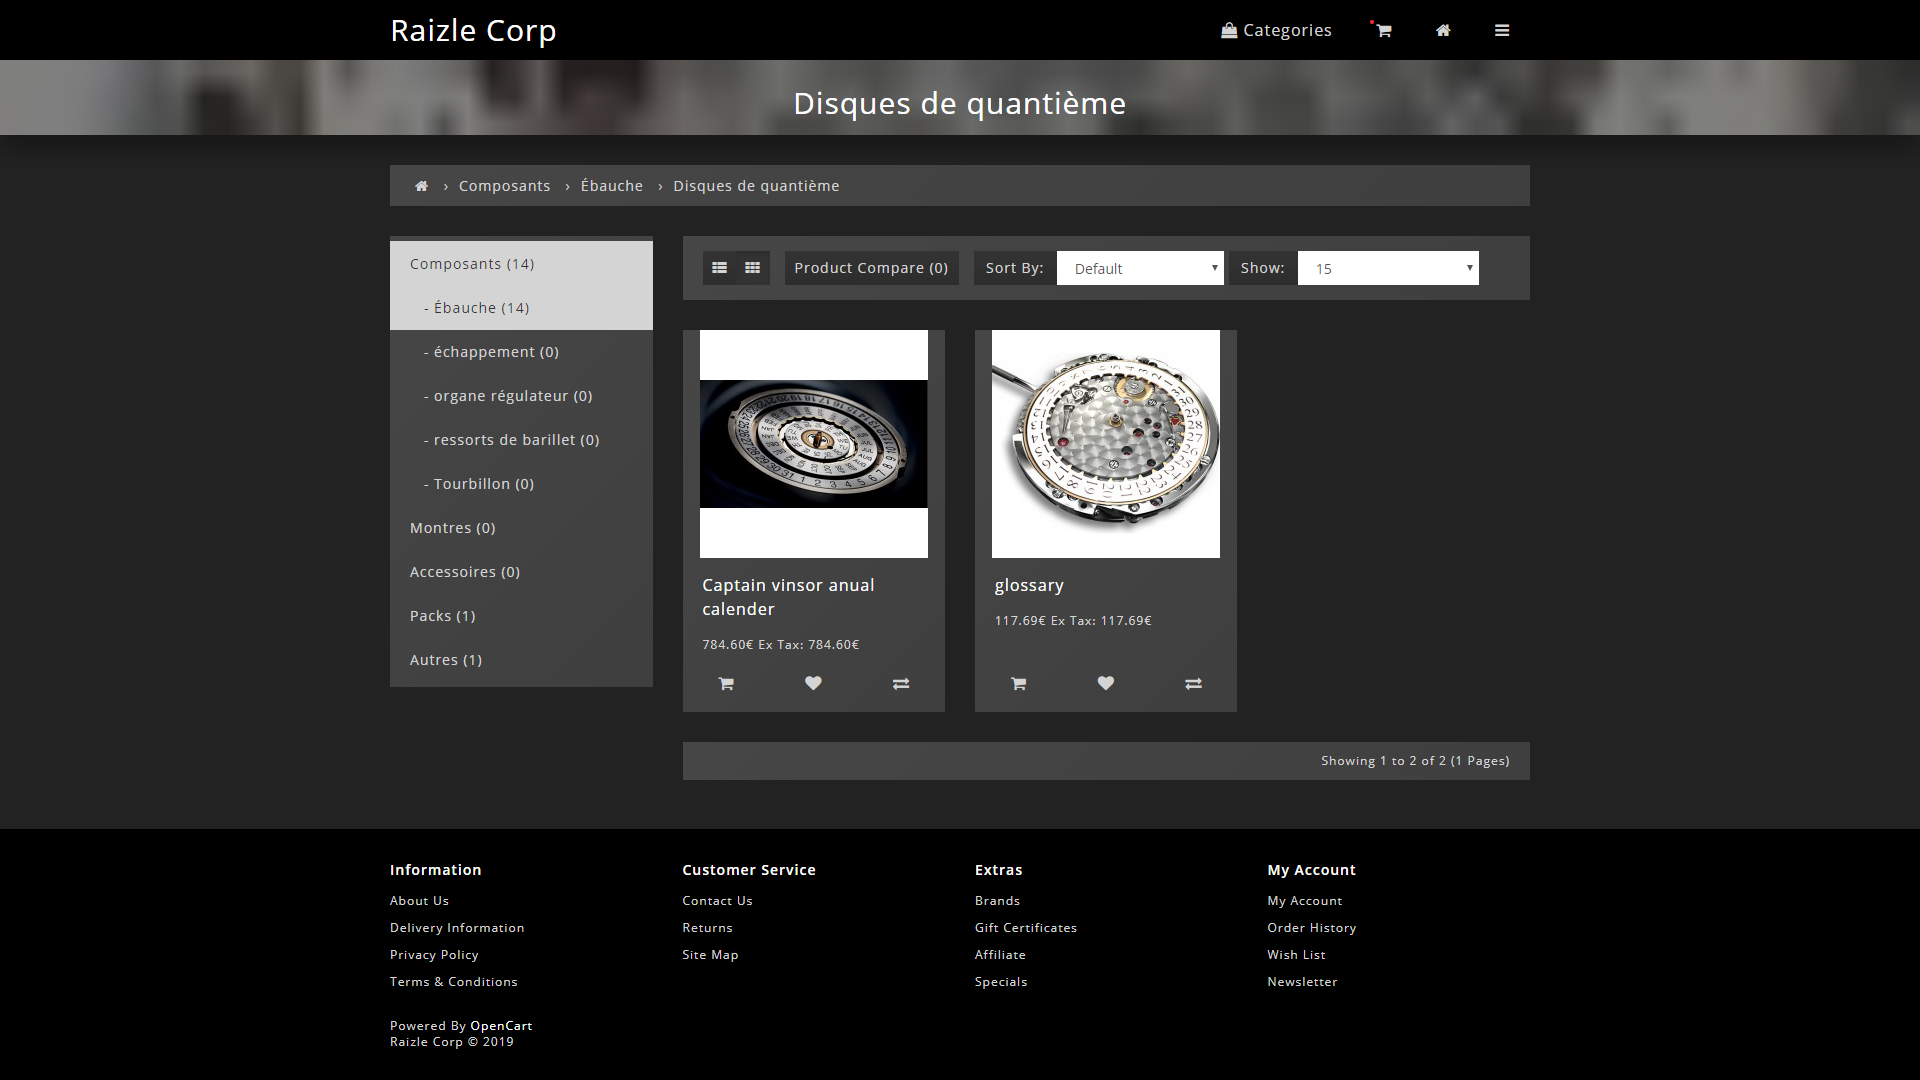 Raizle Corp
Categories
Disques de quantième
› Composants › Ébauche › Disques de quantième
Composants (14)
- Ébauche (14)
- échappement (0)
- organe régulateur (0)
- ressorts de barillet (0)
- Tourbillon (0)
Montres (0)
Accessoires (0)
Packs (1)
Autres (1)
Product Compare (0)
Sort By: Default
Show: 15
Captain vinsor anual
calender
784.60€ Ex Tax: 784.60€
glossary
117.69€ Ex Tax: 117.69€
Showing 1 to 2 of 2 (1 Pages)
Information
About Us
Delivery Information
Privacy Policy
Terms & Conditions
Customer Service
Contact Us
Returns
Site Map
Extras
Brands
Gift Certificates
Affiliate
Specials
My Account
My Account
Order History
Wish List
Newsletter
Powered By OpenCart
Raizle Corp © 2019